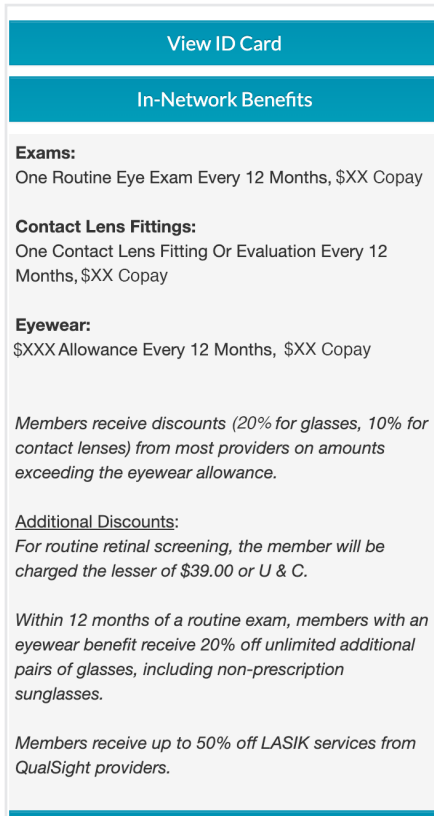 View ID Card
In-Network Benefits
Exams:
One Routine Eye Exam Every 12 Months, $XX Copay
Contact Lens Fittings:
One Contact Lens Fitting Or Evaluation Every 12
Months, $XX Copay
Eyewear:
$XXX Allowance Every 12 Months, $XX Copay
Members receive discounts (20% for glasses, 10% for
contact lenses) from most providers on amounts
exceeding the eyewear allowance.
Additional Discounts:
For routine retinal screening, the member will be
charged the lesser of $39.00 or U & C.
Within 12 months of a routine exam, members with an
eyewear benefit receive 20% off unlimited additional
pairs of glasses, including non-prescription
sunglasses.
Members receive up to 50% off LASIK services from
QualSight providers.